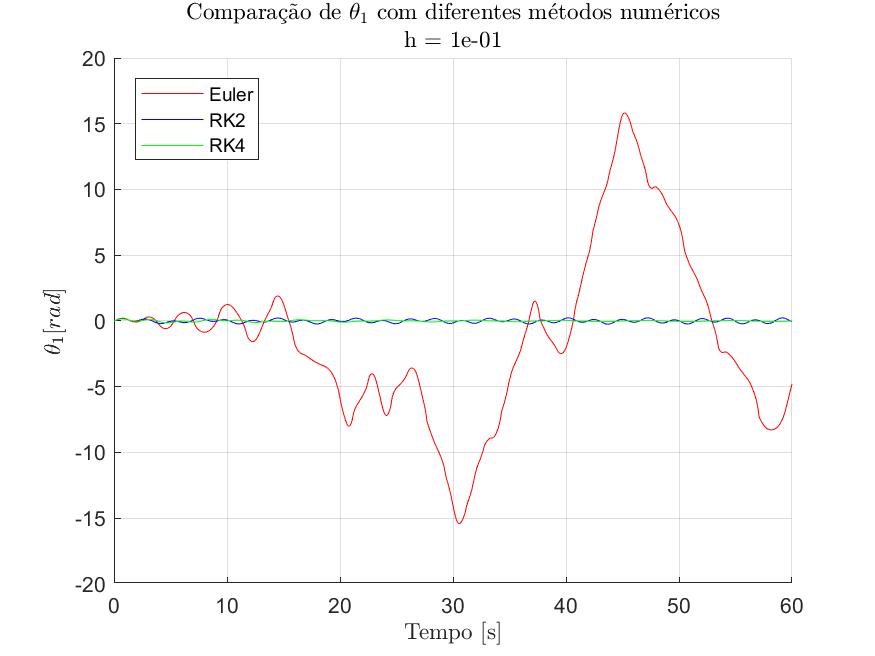 Comparação de θ₁ com diferentes métodos numéricos
h = 1e-01
20
15
10
5
0
-5
-10
-15
-20
θ₁[rad]
Euler
RK2
RK4
0 10 20 30 40 50 60
Tempo [s]